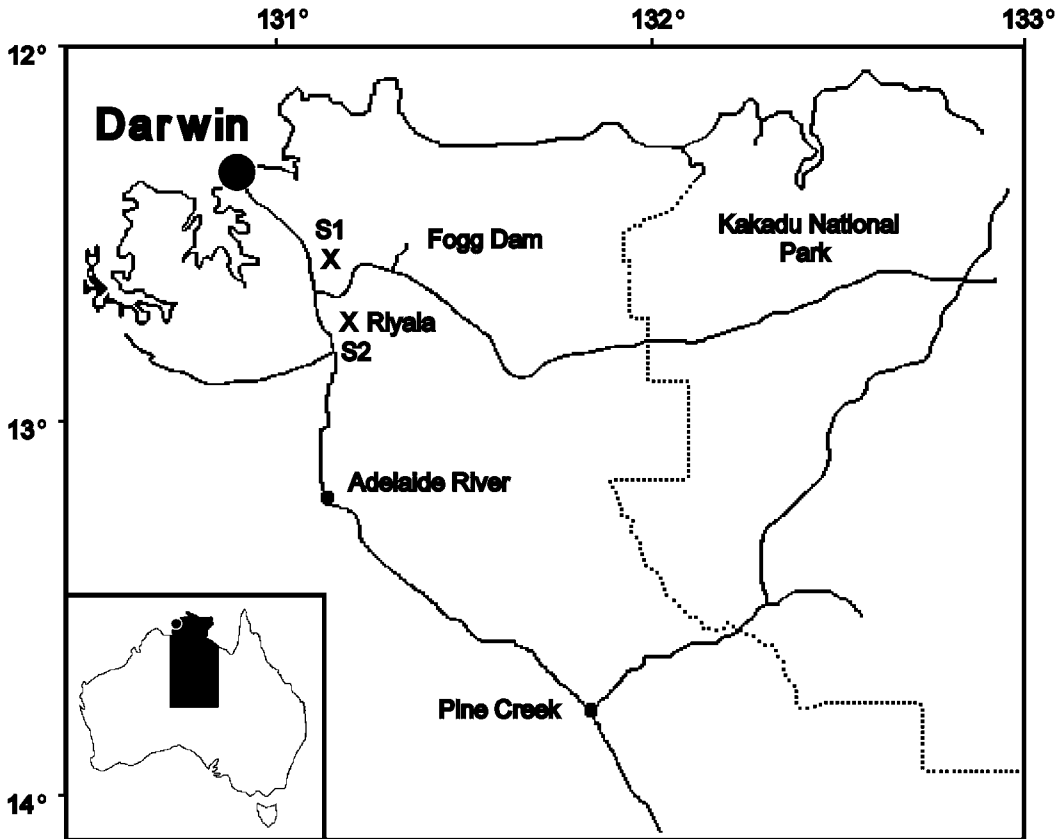 131°
132°
133°
12°
Darwin
S1
X
Fogg Dam
Kakadu National
Park
X Riyala
S2
13°
Adelaide River
Pine Creek
14°